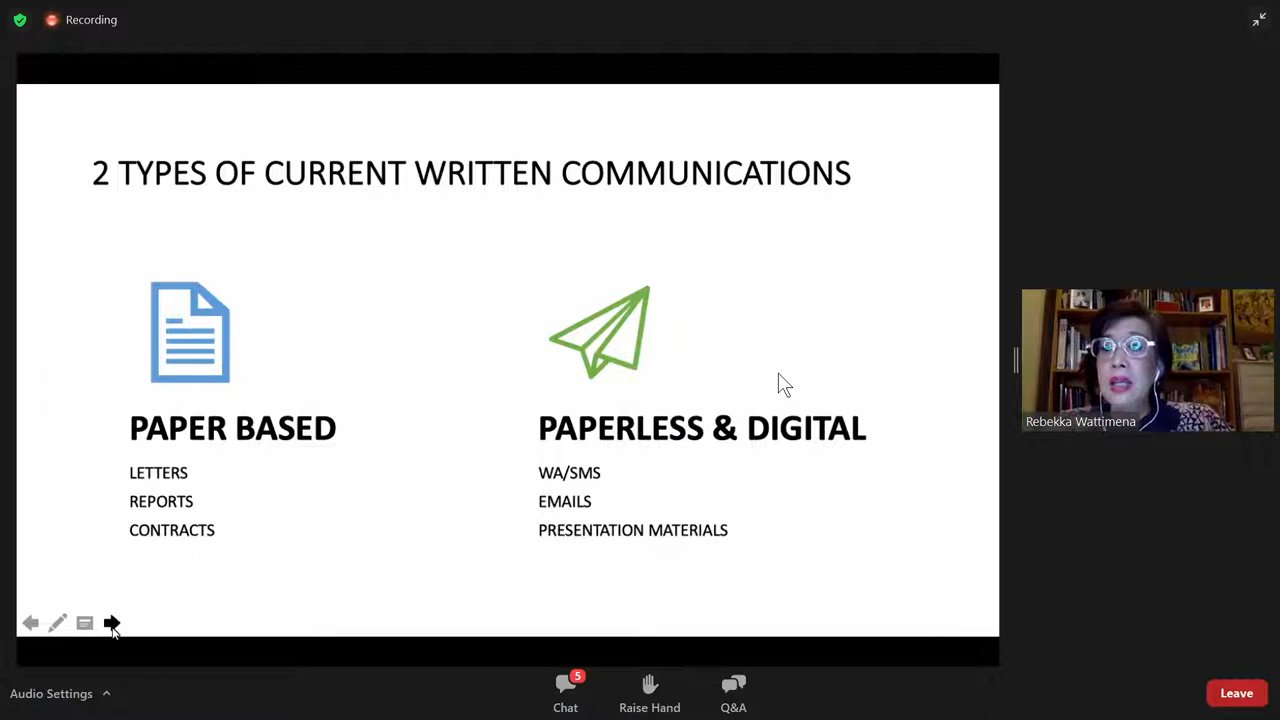 Recording
2 TYPES OF CURRENT WRITTEN COMMUNICATIONS
PAPER BASED
LETTERS
REPORTS
CONTRACTS
PAPERLESS & DIGITAL
WA/SMS
EMAILS
PRESENTATION MATERIALS
Rebekka Wattimena
Audio Settings
5
Chat
Raise Hand
Q&A
Leave